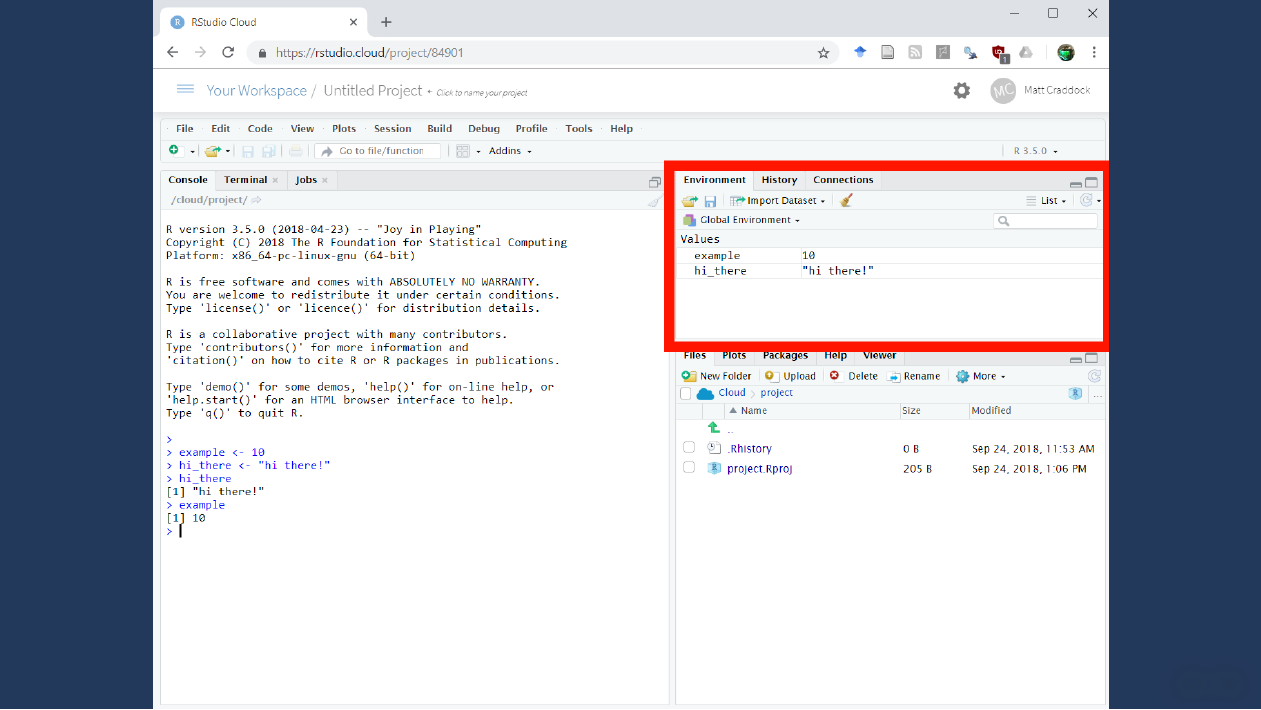 RStudio Cloud
https://rstudio.cloud/project/84901
1
Your Workspace / Untitled Project • Click to name your project
MC Matt Craddock
File Edit Code View Plots Session Build Debug Profile Tools Help
Go to file/function Addins R 3.5.0
Console Terminal Jobs
/cloud/project/
R version 3.5.0 (2018-04-23) -- "Joy in Playing"
Copyright (C) 2018 The R Foundation for Statistical Computing
Platform: x86_64-pc-linux-gnu (64-bit)
R is free software and comes with ABSOLUTELY NO WARRANTY.
You are welcome to redistribute it under certain conditions.
Type 'license()' or 'licence()' for distribution details.
R is a collaborative project with many contributors.
Type 'contributors()' for more information and
'citation()' on how to cite R or R packages in publications.
Type 'demo()' for some demos, 'help()' for on-line help, or
'help.start()' for an HTML browser interface to help.
Type 'q()' to quit R.
>
> example <- 10
> hi_there <- "hi there!"
> hi_there
[1] "hi there!"
> example
[1] 10
>
Environment History Connections
Import Dataset List
Global Environment
Values
example 10
hi_there "hi there!"
Files Plots Packages Help Viewer
New Folder Upload Delete Rename More
Cloud project R ...
Name Size Modified
..
.Rhistory 0 B Sep 24, 2018, 11:53 AM
project.Rproj 205 B Sep 24, 2018, 1:06 PM